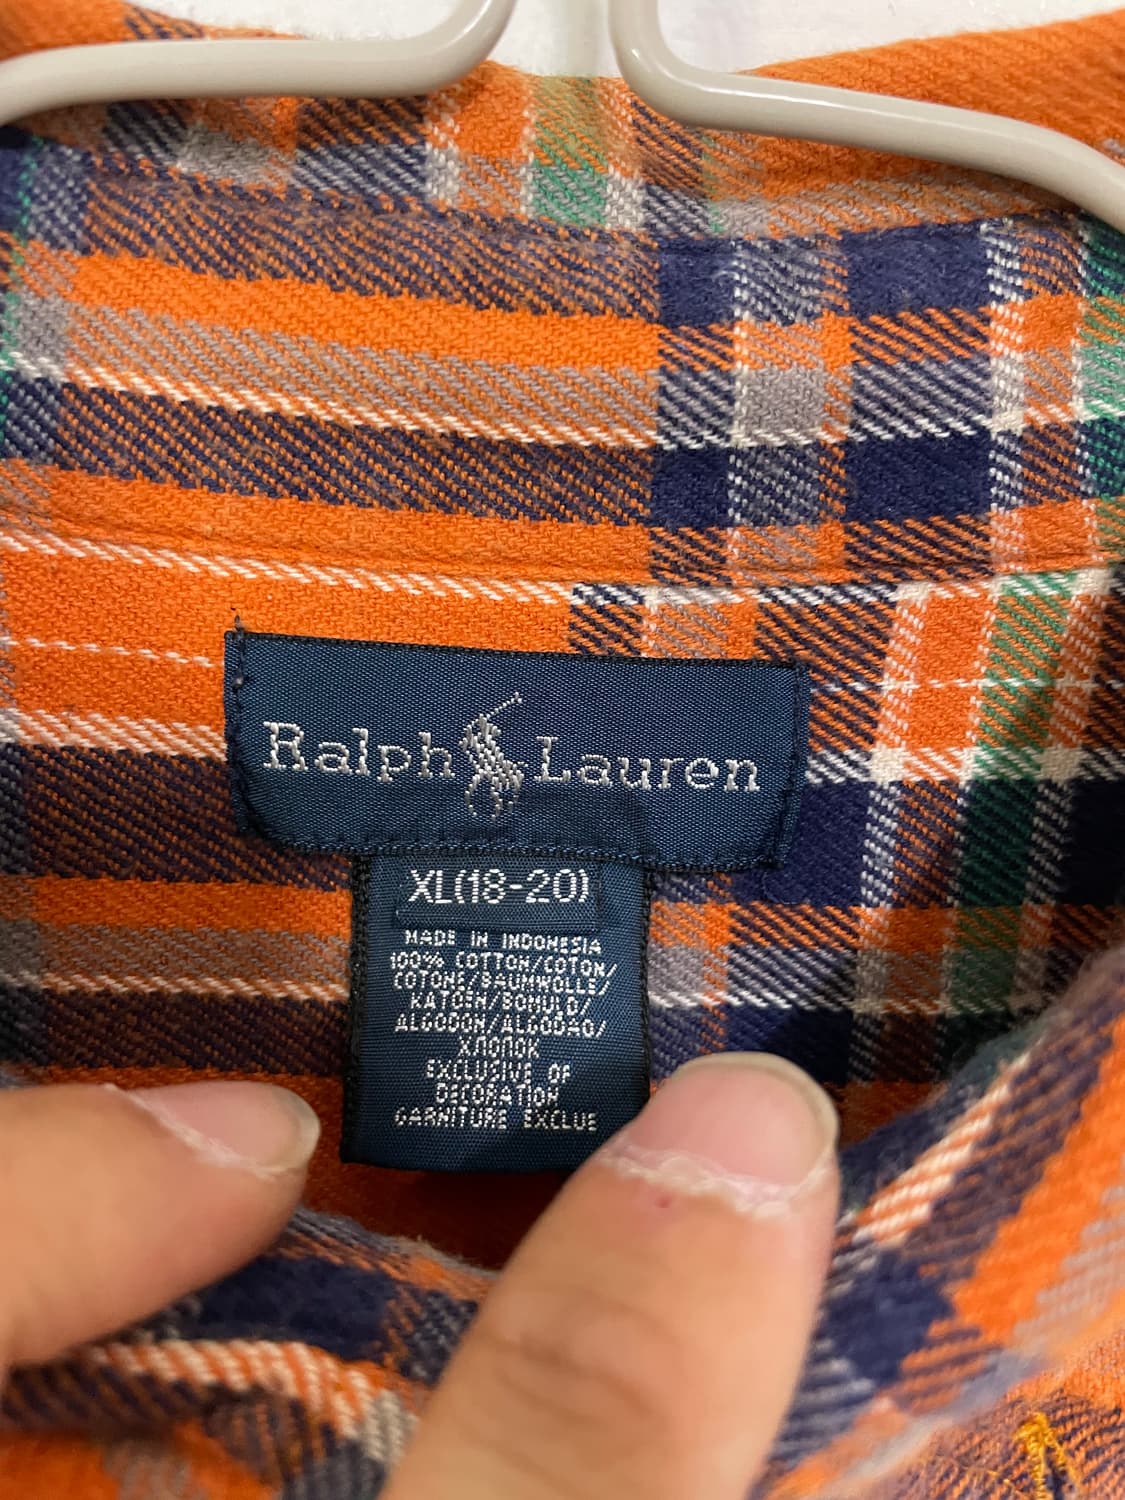 Ralph Lauren
XL(18-20)
MADE IN INDONESIA
100% COTTON/COTON/
COTONE/BAUMWOLLE/
KATOEN/BOMULD/
ALGODON/ALGODÃO/
ХЛОПОК
EXCLUSIVE OF
DECORATION
GARNITURE EXCLUE